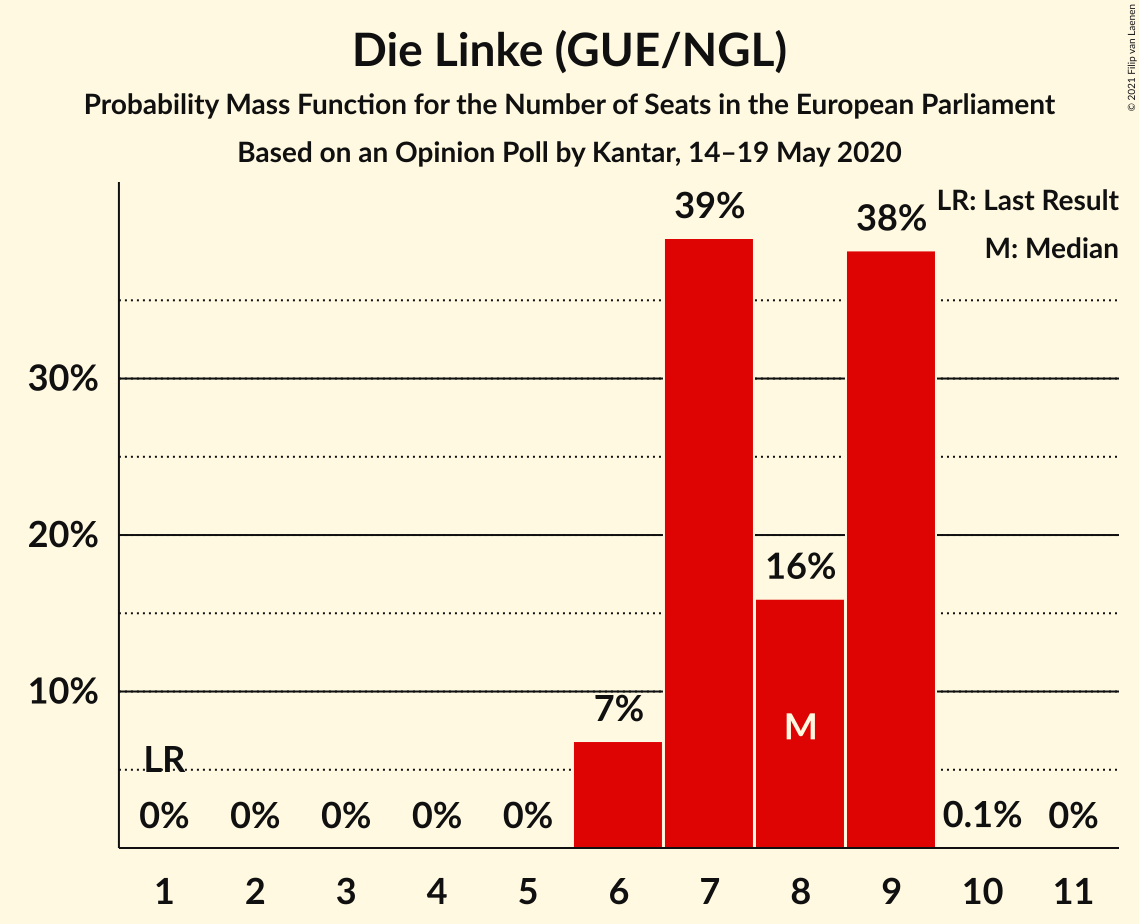 Die Linke (GUE/NGL)
Probability Mass Function for the Number of Seats in the European Parliament
Based on an Opinion Poll by Kantar, 14–19 May 2020
© 2021 Filip van Laenen
LR: Last Result
M: Median
39%
38%
30%
20%
16%
10%
7%
M
LR
0% 0% 0% 0% 0% 0.1% 0%
1 2 3 4 5 6 7 8 9 10 11